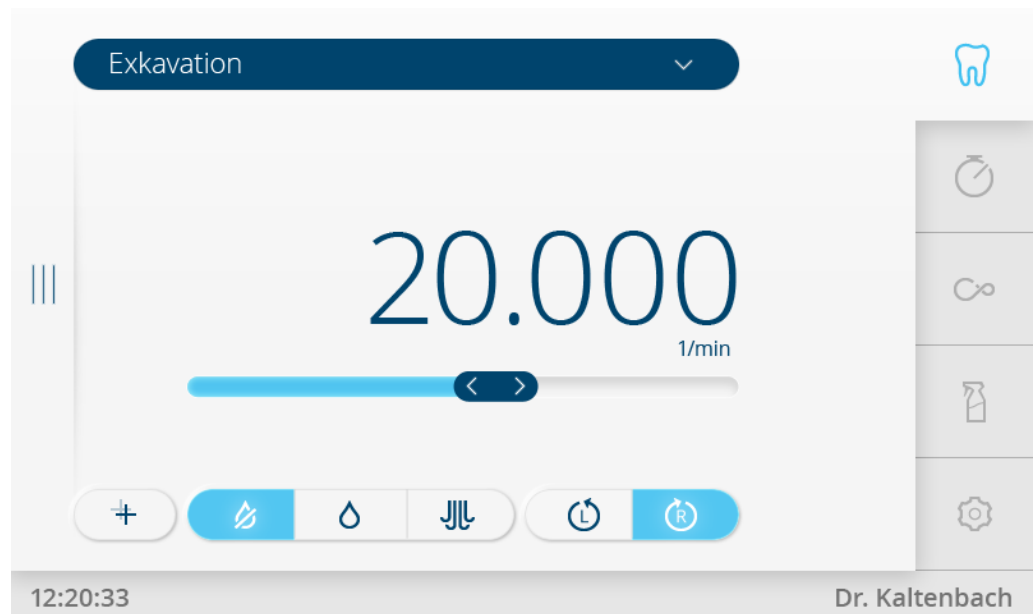 Exkavation
20.000
1/min
L
R
12:20:33
Dr. Kaltenbach